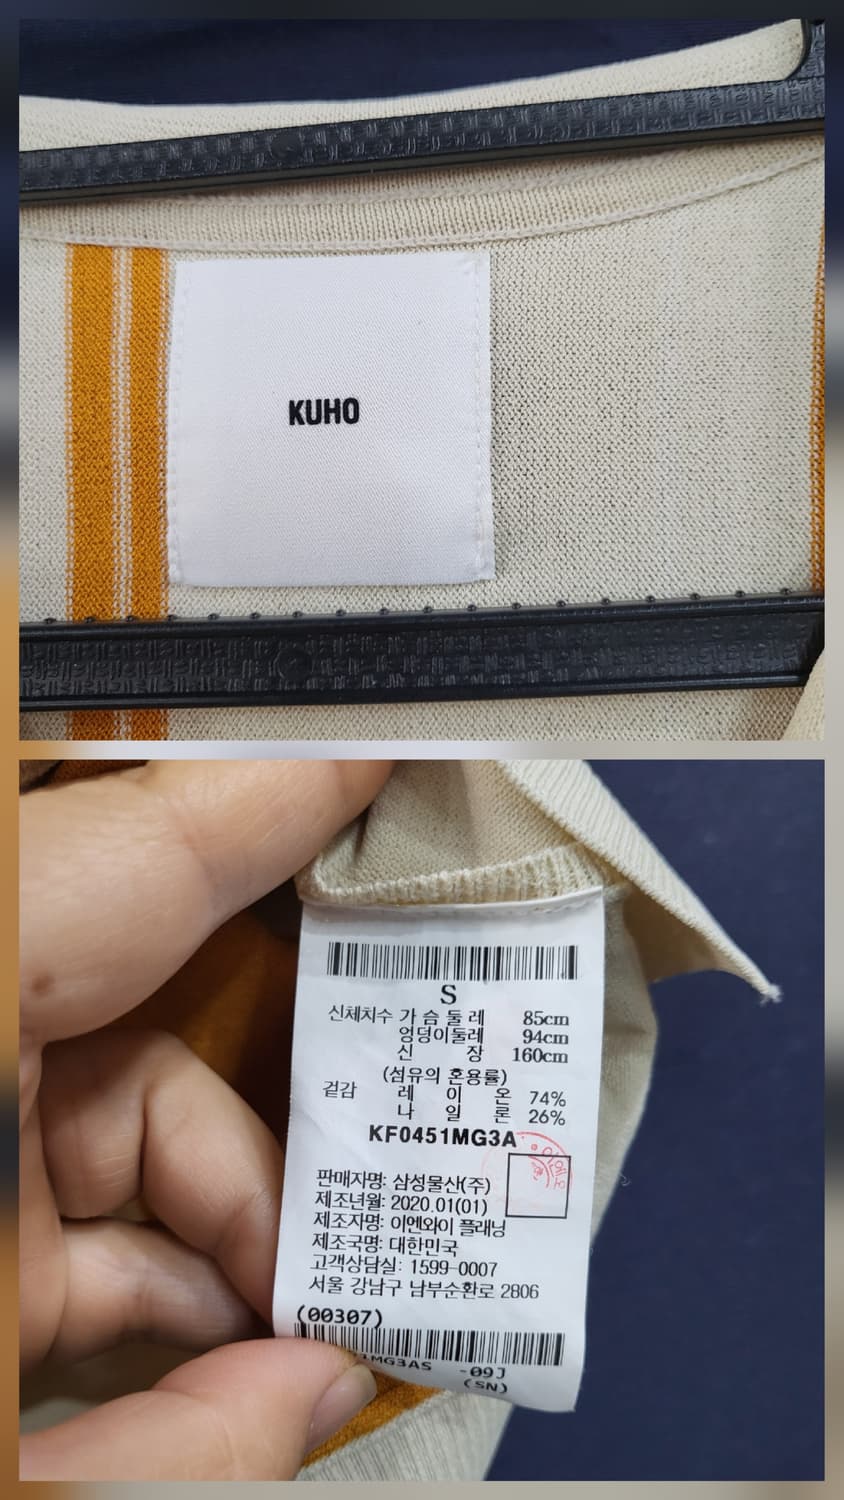 KUHO
S
신체치수 가슴둘레 85cm
엉덩이둘레 94cm
신 장 160cm
(섬유의 혼용률)
겉감 레 이 온 74%
나 일 론 26%
KF0451MG3A
판매자명: 삼성물산(주)
제조년월: 2020.01(01)
제조자명: 이엔와이 플래닝
제조국명: 대한민국
고객상담실: 1599-0007
서울 강남구 남부순환로 2806
(00307)
1MG3AS -09J
(SN)